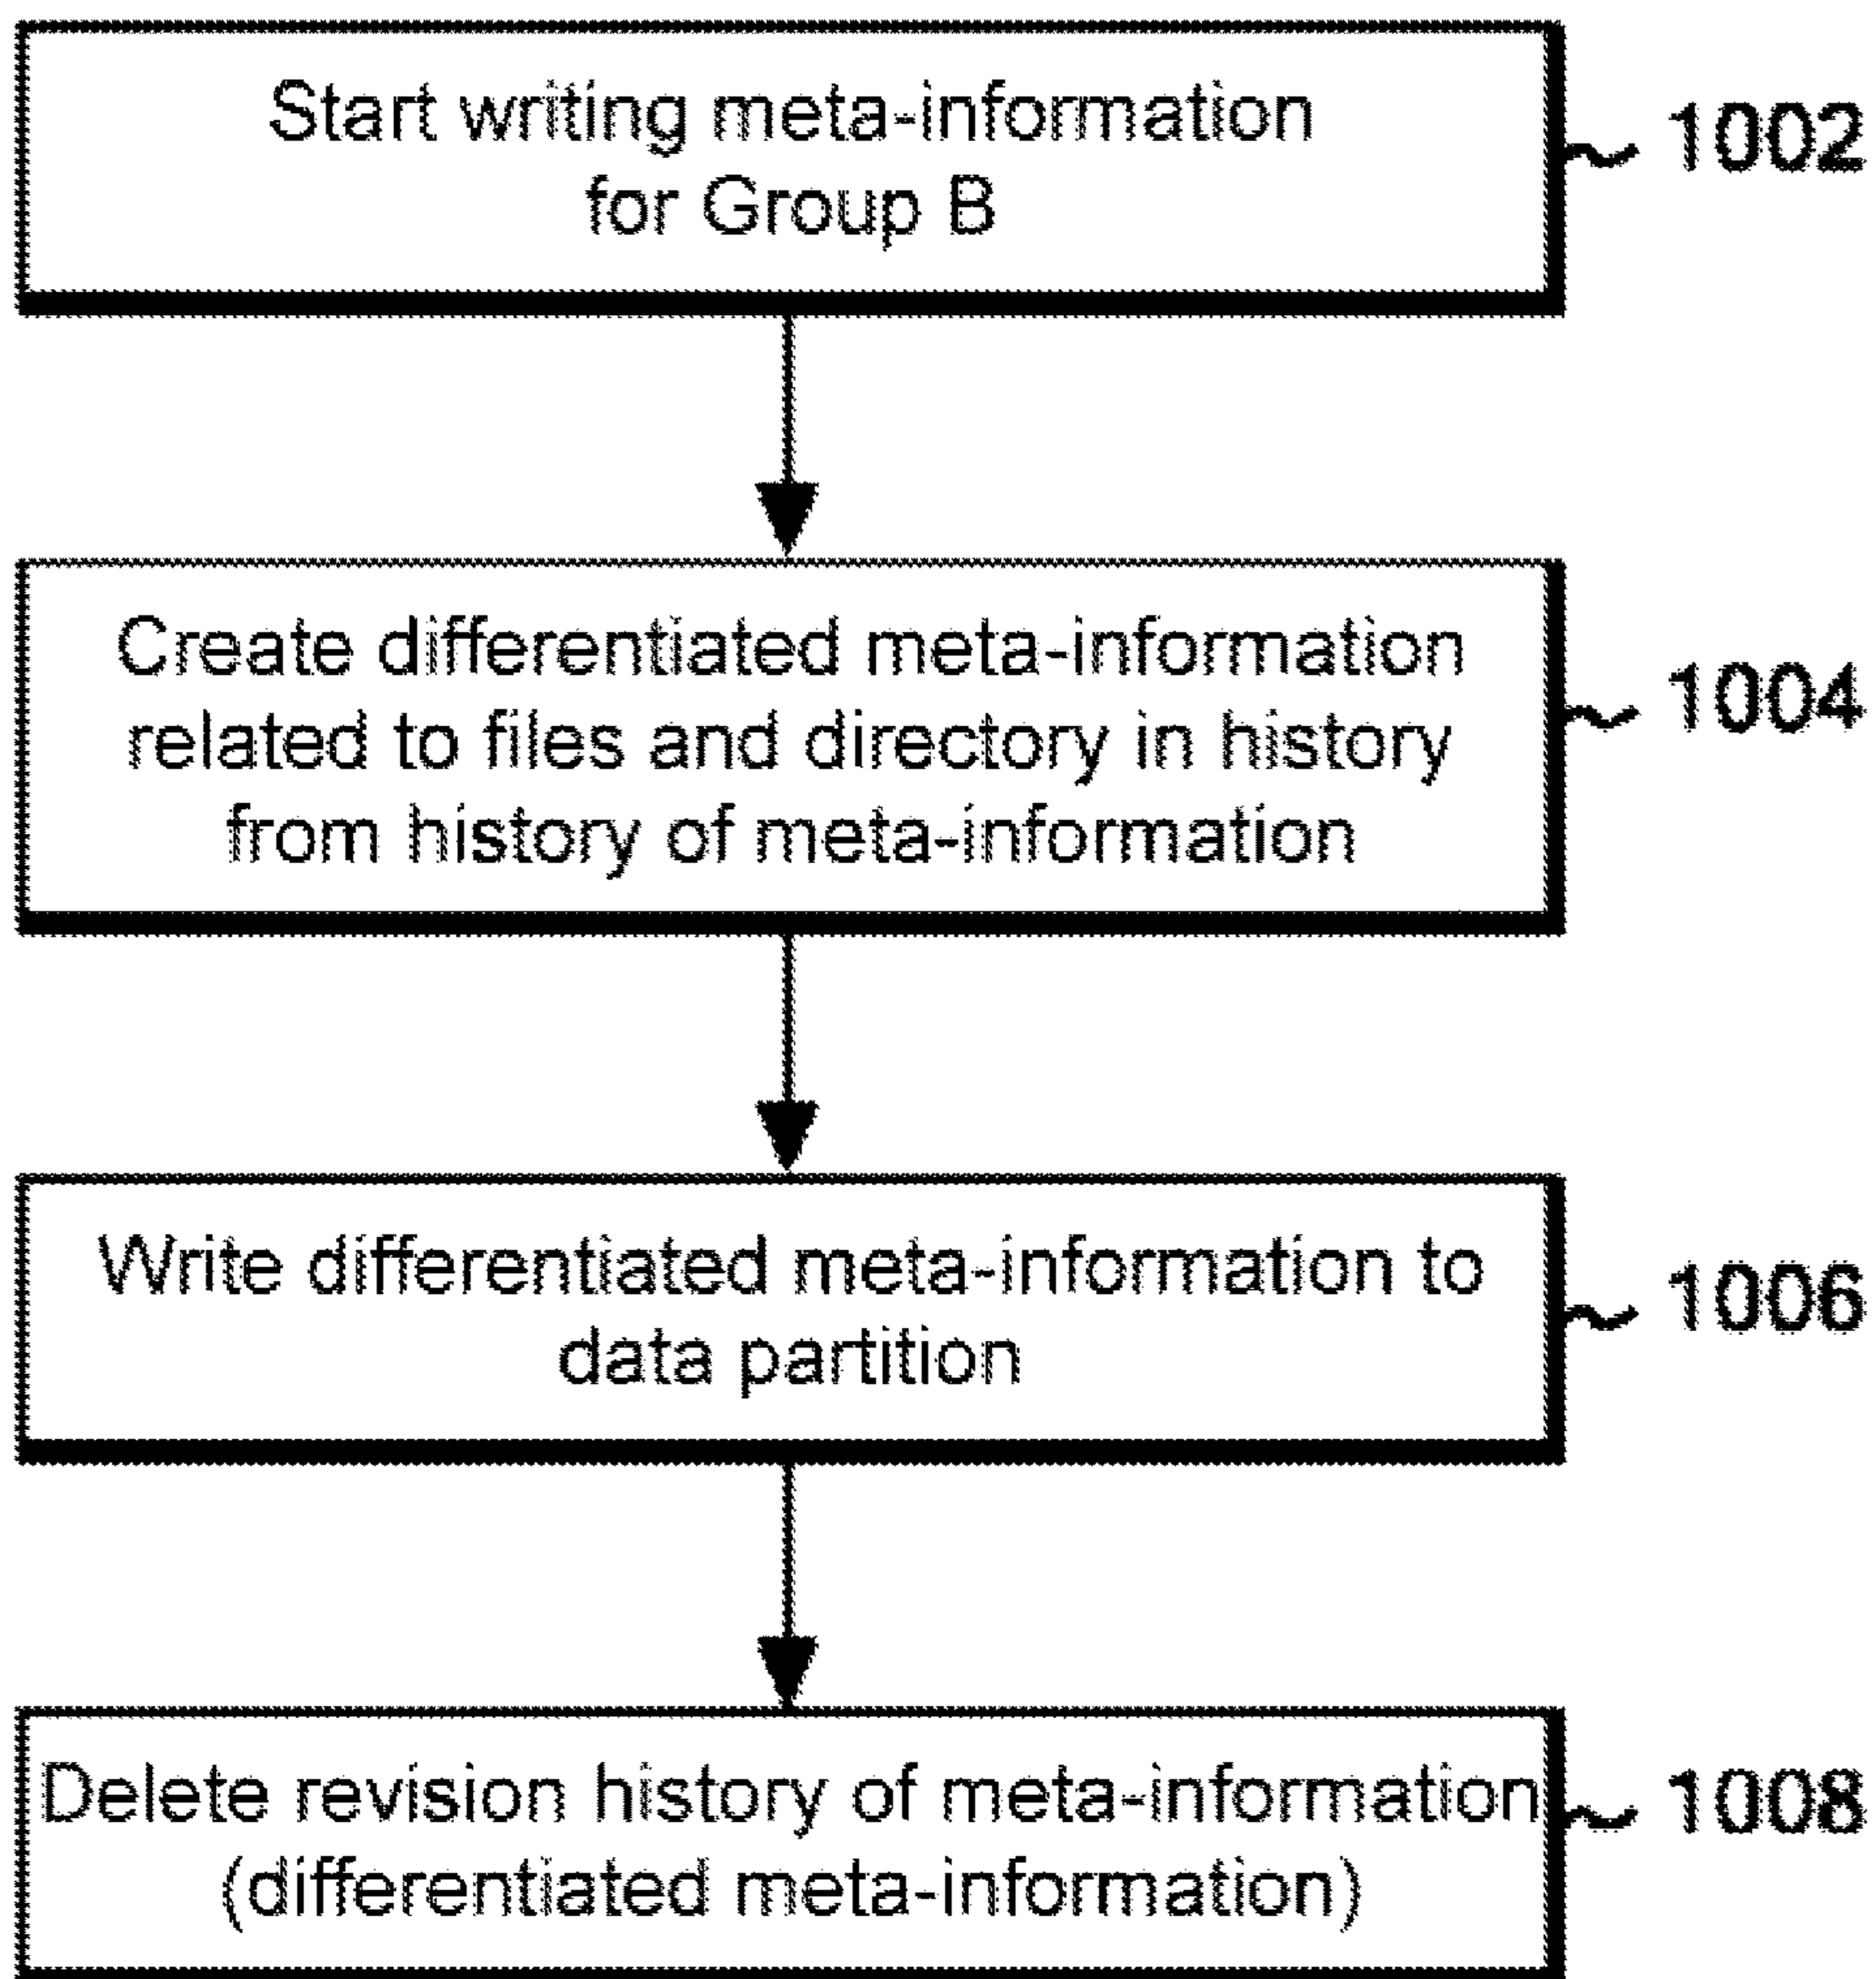 Start writing meta-information
for Group B
1002
Create differentiated meta-information
related to files and directory in history
from history of meta-information
1004
Write differentiated meta-information to
data partition
1006
Delete revision history of meta-information
(differentiated meta-information)
1008